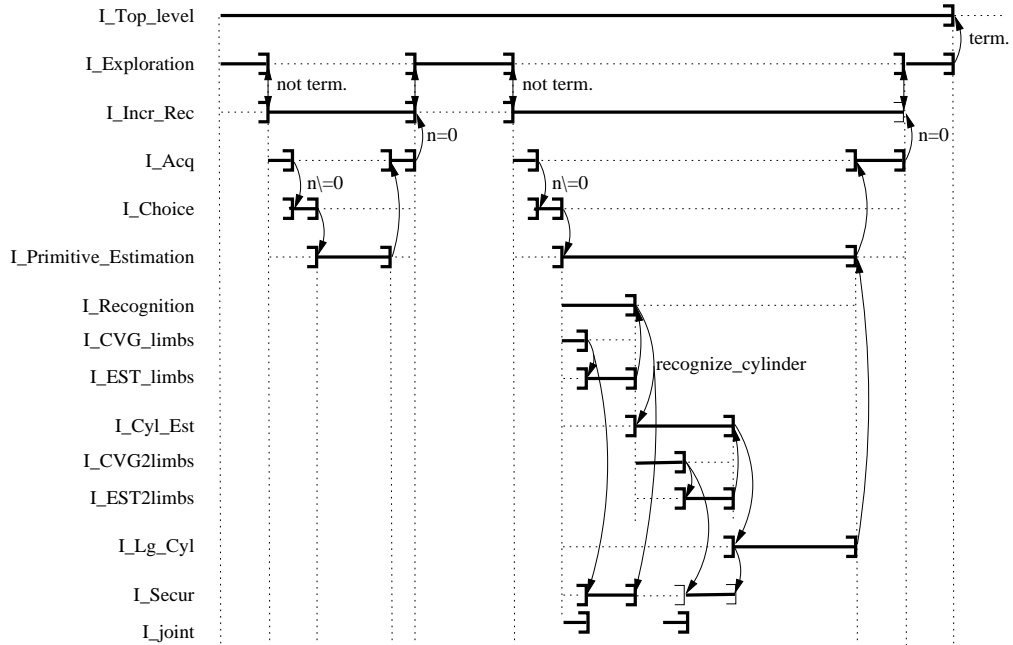 I_Top_level
term.
I_Exploration
not term.
not term.
I_Incr_Rec
n=0
n=0
I_Acq
n\=0
n\=0
I_Choice
I_Primitive_Estimation
I_Recognition
I_CVG_limbs
recognize_cylinder
I_EST_limbs
I_Cyl_Est
I_CVG2limbs
I_EST2limbs
I_Lg_Cyl
I_Secur
I_joint